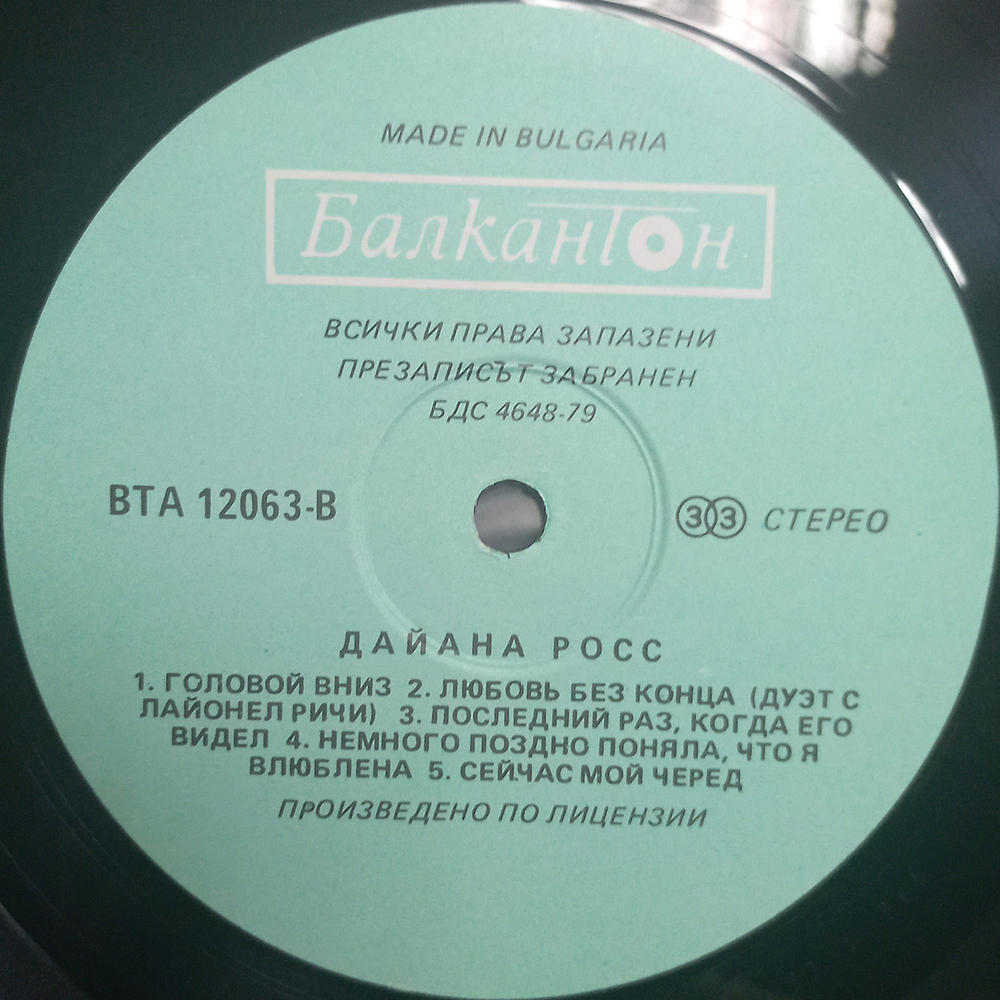 MADE IN BULGARIA
Балкантон
ВСИЧКИ ПРАВА ЗАПАЗЕНИ
ПРЕЗАПИСЪТ ЗАБРАНЕН
БДС 4648-79
ВТА 12063-В
33 СТЕРЕО
ДАЙАНА РОСС
1. ГОЛОВОЙ ВНИЗ 2. ЛЮБОВЬ БЕЗ КОНЦА (ДУЭТ С
ЛАЙОНЕЛ РИЧИ) 3. ПОСЛЕДНИЙ РАЗ, КОГДА ЕГО
ВИДЕЛ 4. НЕМНОГО ПОЗДНО ПОНЯЛА, ЧТО Я
ВЛЮБЛЕНА 5. СЕЙЧАС МОЙ ЧЕРЕД
ПРОИЗВЕДЕНО ПО ЛИЦЕНЗИИ